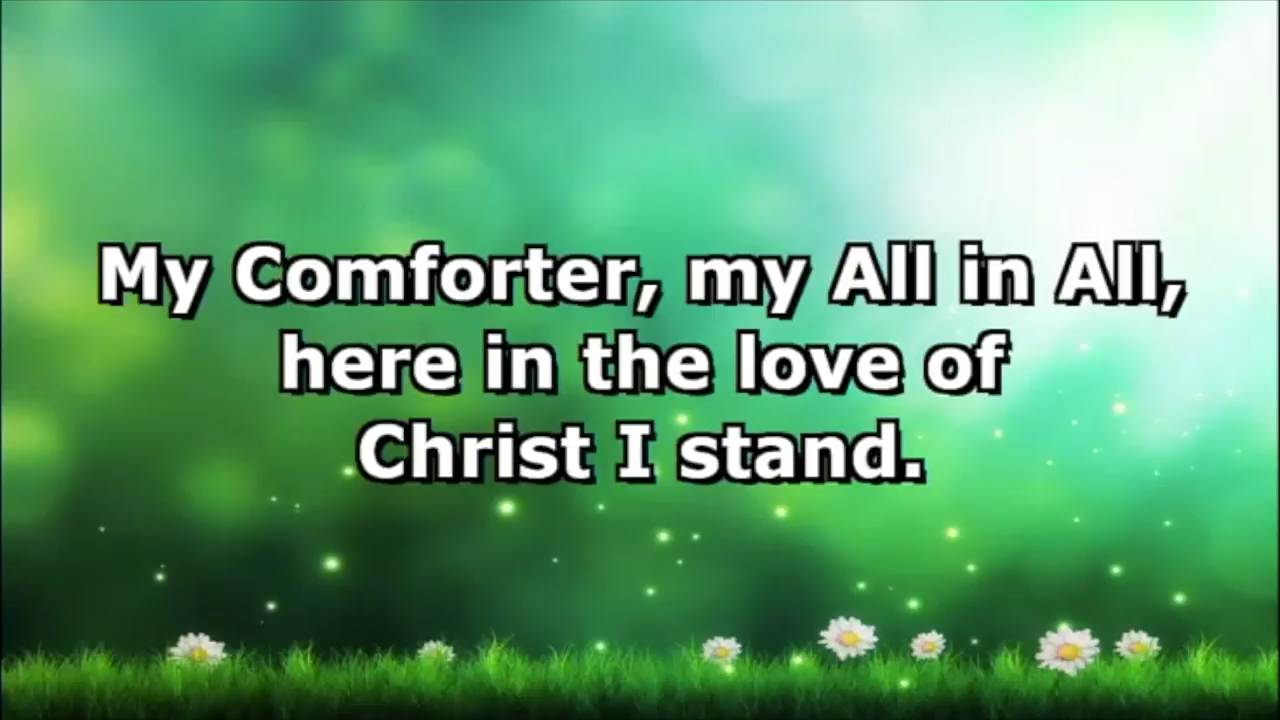 My Comforter, my All in All,
here in the love of
Christ I stand.